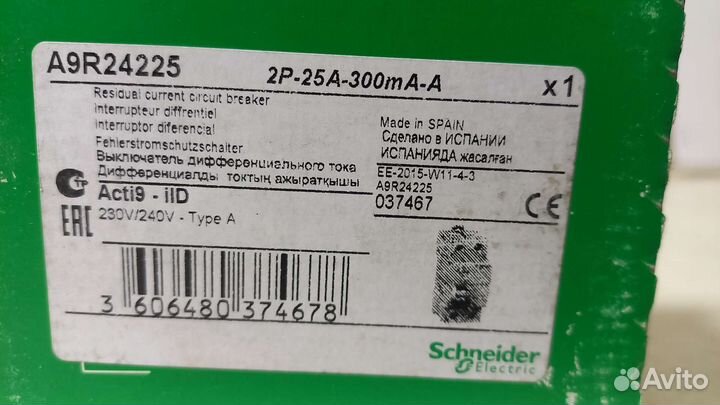 A9R24225 2P-25A-300mA-A x1
Residual current circuit breaker
Interrupteur diffrentiel
Interruptor diferencial
Fehlerstromschutzschalter
Выключатель дифференциального тока
Дифференциалды токтың ажыратқышы
Acti9 - iID
230V/240V - Type A
Made in SPAIN
Сделано в ИСПАНИИ
ИСПАНИЯДА жасалған
EE-2015-W11-4-3
A9R24225
037467
CE
EAC
3 606480 374678
Schneider
Electric
Avito